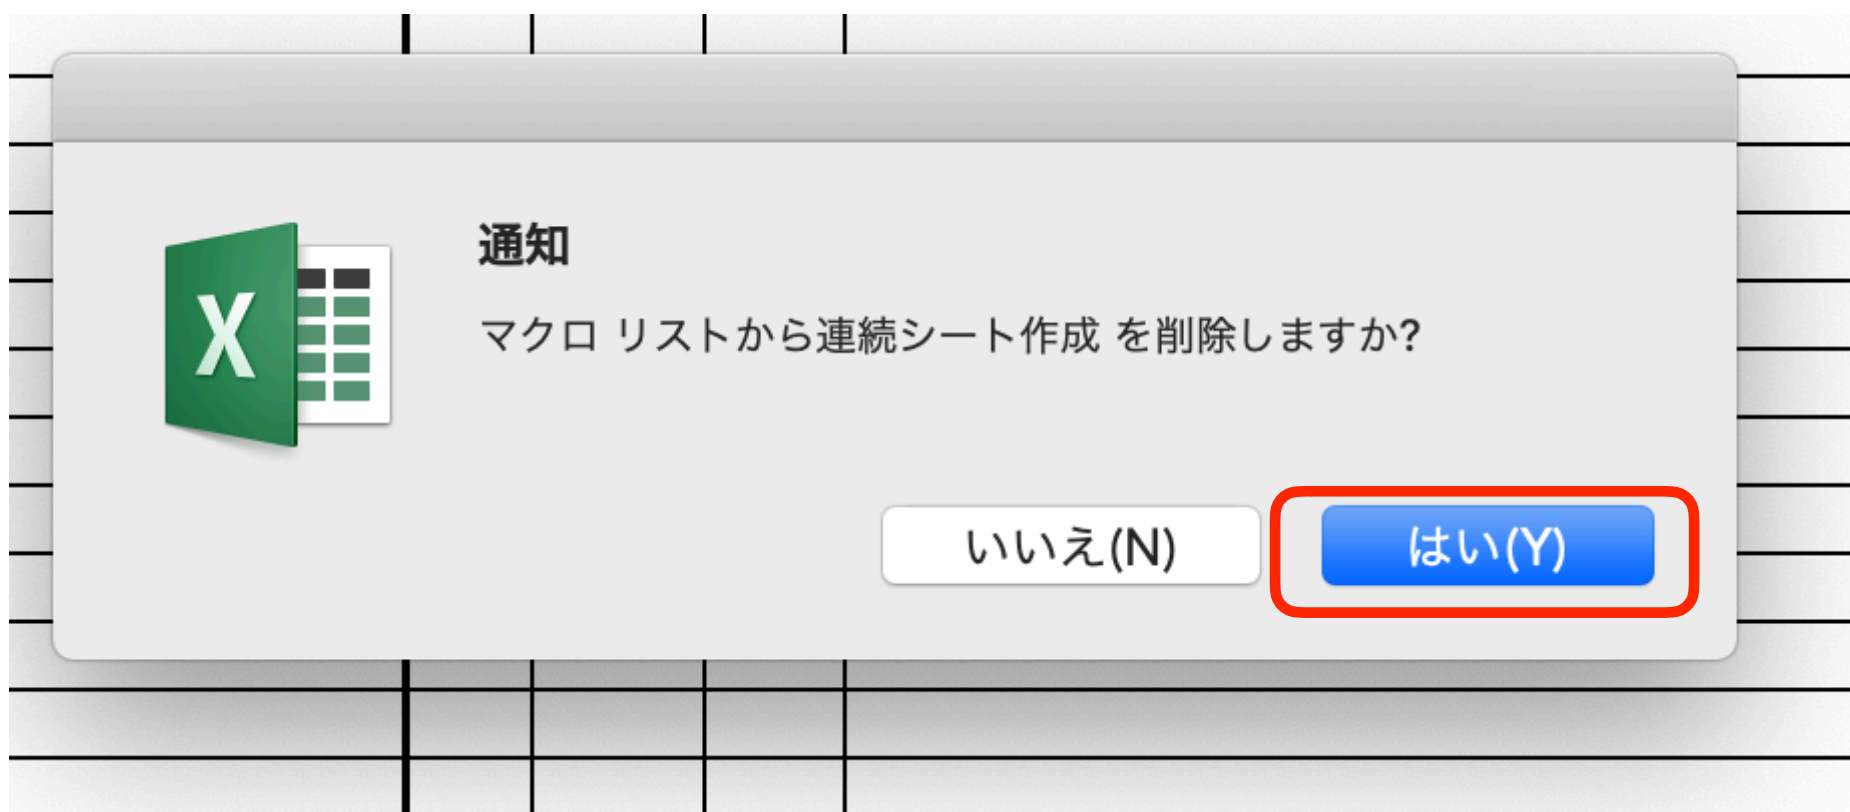 通知
マクロ リストから連続シート作成 を削除しますか?
いいえ(N)
はい(Y)
X